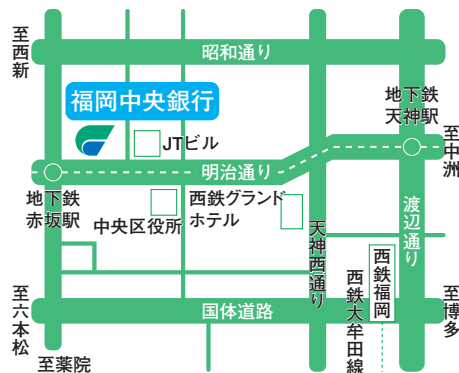 至西新
昭和通り
福岡中央銀行
地下鉄
天神駅
JTビル
至中洲
明治通り
地下鉄
赤坂駅
中央区役所
西鉄グランド
ホテル
渡辺通り
天神西通り
西鉄福岡
西鉄大牟田線
至六本松
国体道路
至博多
至薬院